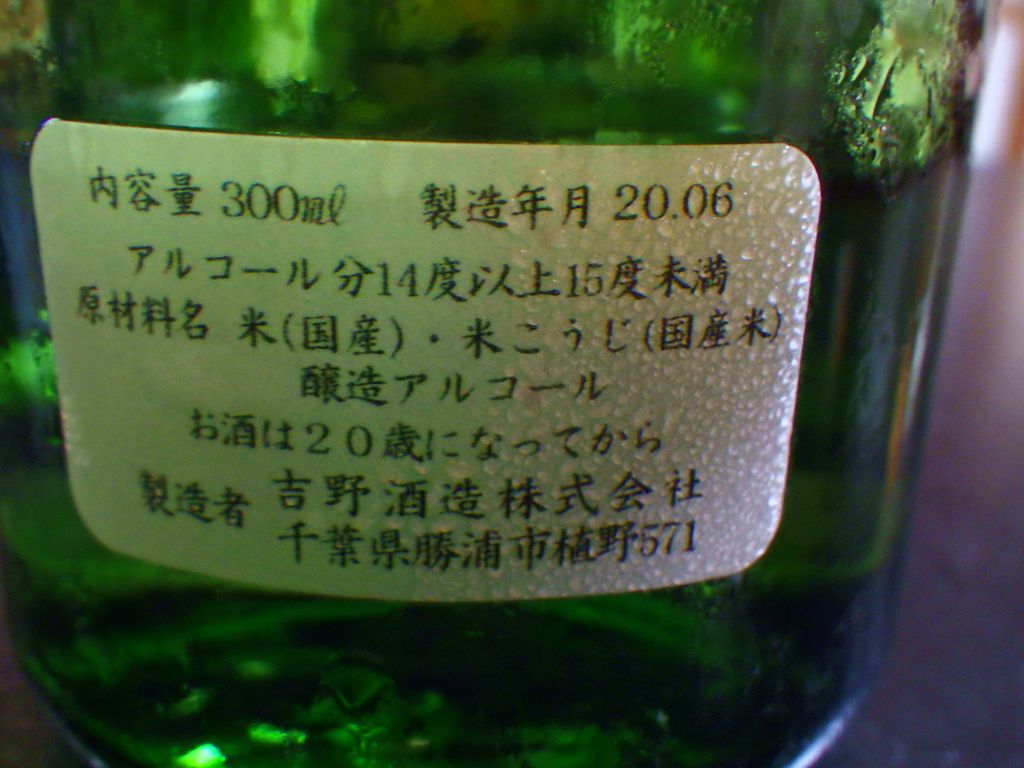 内容量 300ml 製造年月 20.06
アルコール分14度以上15度未満
原材料名 米(国産)・米こうじ(国産米)
醸造アルコール
お酒は20歳になってから
製造者 吉野酒造株式会社
千葉県勝浦市植野571